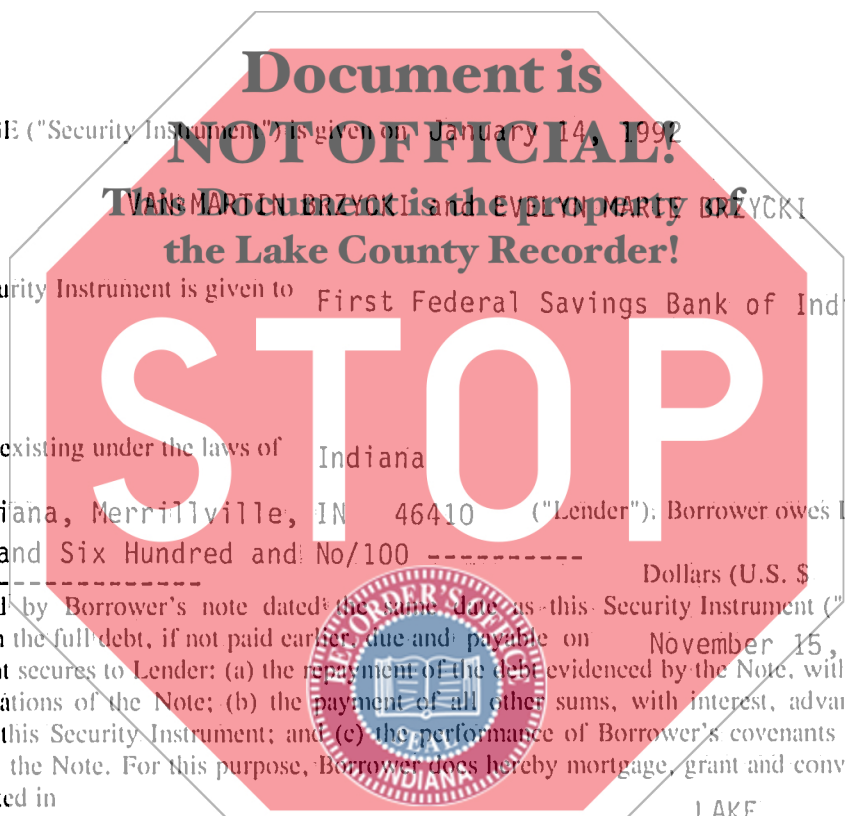 Document is
GE ("Security Instrument") is given on January 14, 1992
NOT OFFICIAL!
VAN MARTIN BRZYCKI and EVELYN MARIE BRZYCKI
This Document is the property of
the Lake County Recorder!
urity Instrument is given to First Federal Savings Bank of Ind
STOP
existing under the laws of Indiana
iana, Merrillville, IN 46410 ("Lender"). Borrower owes L
and Six Hundred and No/100 ----------
--------------- Dollars (U.S. $
d by Borrower's note dated the same date as this Security Instrument ("
n the full debt, if not paid earlier, due and payable on November 15,
nt secures to Lender: (a) the repayment of the debt evidenced by the Note, with
ations of the Note; (b) the payment of all other sums, with interest, advan
this Security Instrument; and (c) the performance of Borrower's covenants
the Note. For this purpose, Borrower does hereby mortgage, grant and conv
ted in LAKE
RECORDER'S OFFICE
SEAL
INDIANA